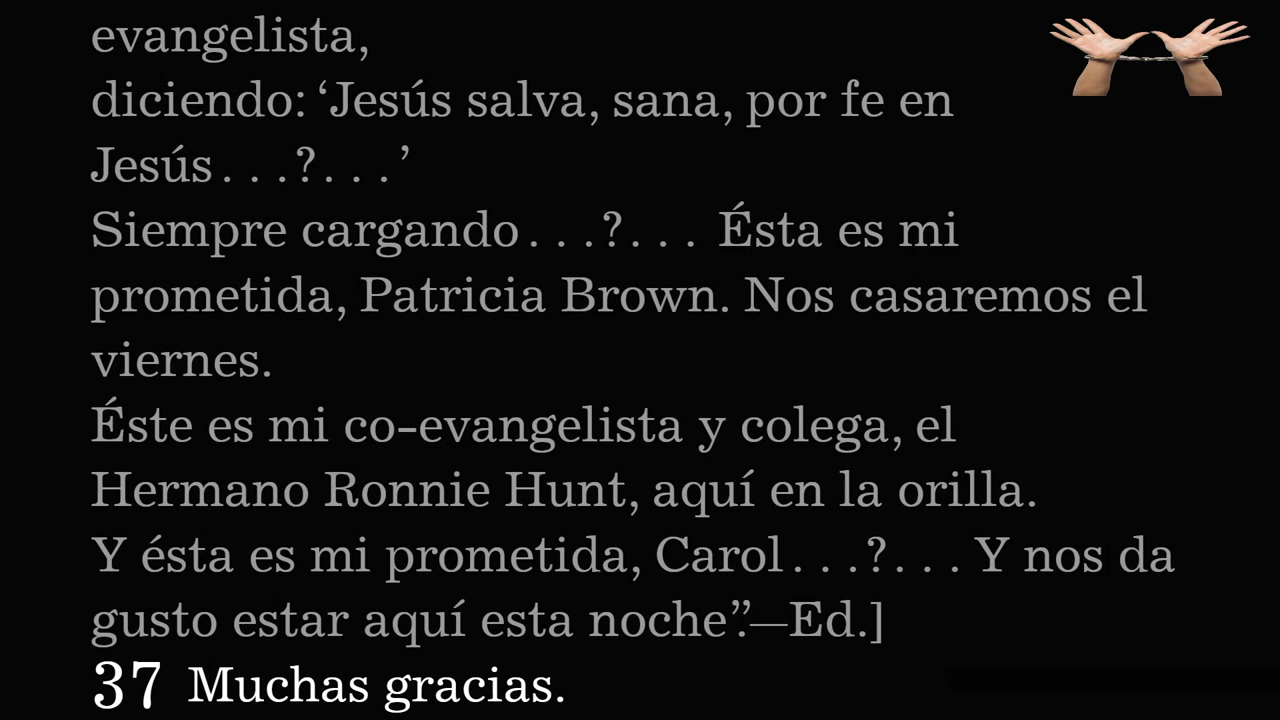 evangelista,
diciendo: ‘Jesús salva, sana, por fe en
Jesús . . .?. . . ’
Siempre cargando . . .?. . . Ésta es mi
prometida, Patricia Brown. Nos casaremos el
viernes.
Éste es mi co-evangelista y colega, el
Hermano Ronnie Hunt, aquí en la orilla.
Y ésta es mi prometida, Carol . . .?. . . Y nos da
gusto estar aquí esta noche”.—Ed.]
37 Muchas gracias.